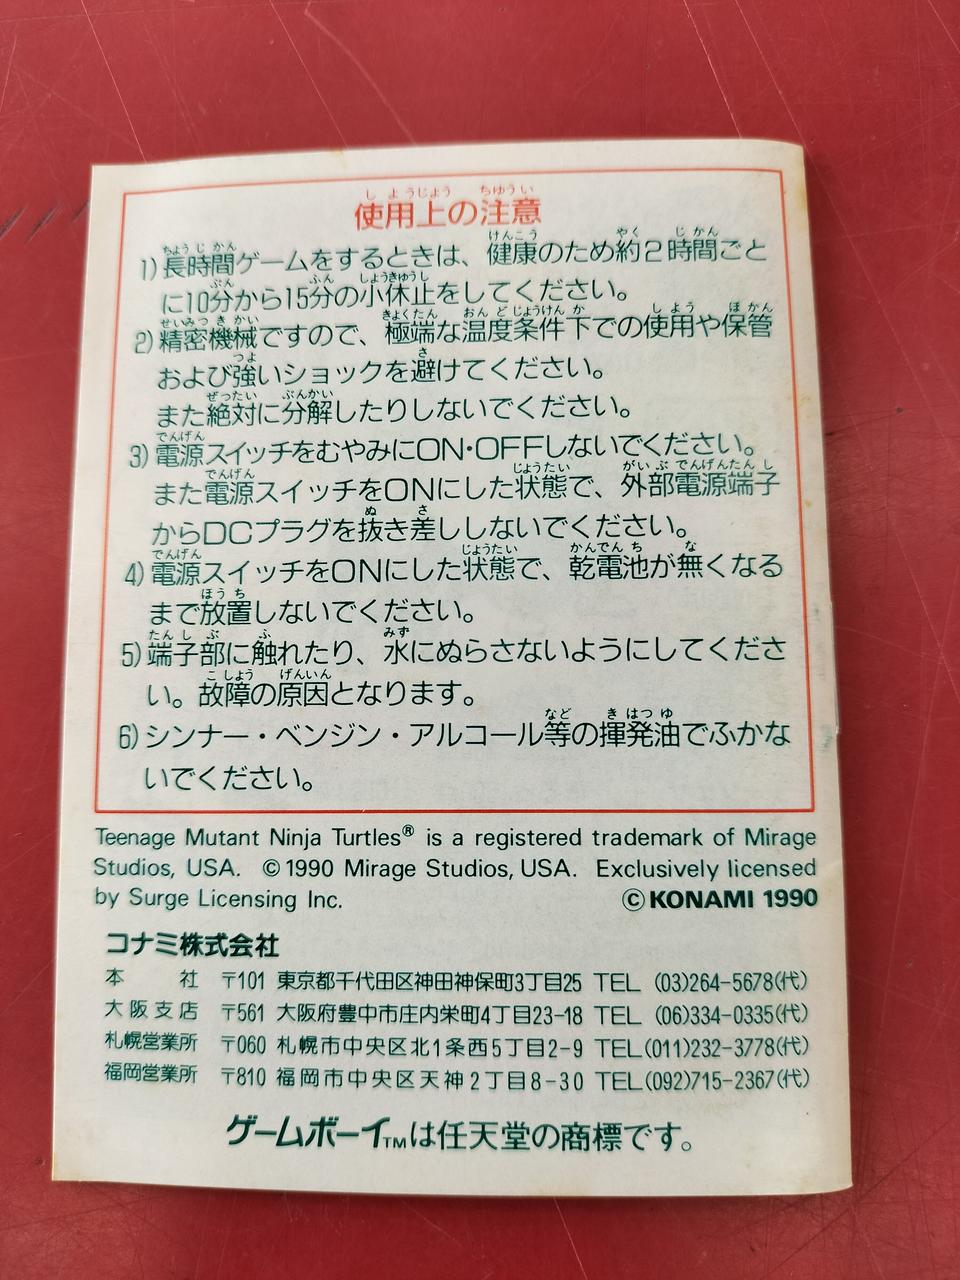 使用上の注意
1)長時間ゲームをするときは、健康のため約2時間ごと
に10分から15分の小休止をしてください。
2)精密機械ですので、極端な温度条件下での使用や保管
および強いショックを避けてください。
また絶対に分解したりしないでください。
3)電源スイッチをむやみにON・OFFしないでください。
また電源スイッチをONにした状態で、外部電源端子
からDCプラグを抜き差ししないでください。
4)電源スイッチをONにした状態で、乾電池が無くなる
まで放置しないでください。
5)端子部に触れたり、水にぬらさないようにしてくださ
い。故障の原因となります。
6)シンナー・ベンジン・アルコール等の揮発油でふかな
いでください。
Teenage Mutant Ninja Turtles® is a registered trademark of Mirage
Studios, USA. ©1990 Mirage Studios, USA. Exclusively licensed
by Surge Licensing Inc. ©KONAMI 1990
コナミ株式会社
本社 〒101 東京都千代田区神田神保町3丁目25 TEL (03)264-5678(代)
大阪支店 〒561 大阪府豊中市庄内栄町4丁目23-18 TEL (06)334-0335(代)
札幌営業所 〒060 札幌市中央区北1条西5丁目2-9 TEL(011)232-3778(代)
福岡営業所 〒810 福岡市中央区天神2丁目8-30 TEL(092)715-2367(代)
ゲームボーイTMは任天堂の商標です。